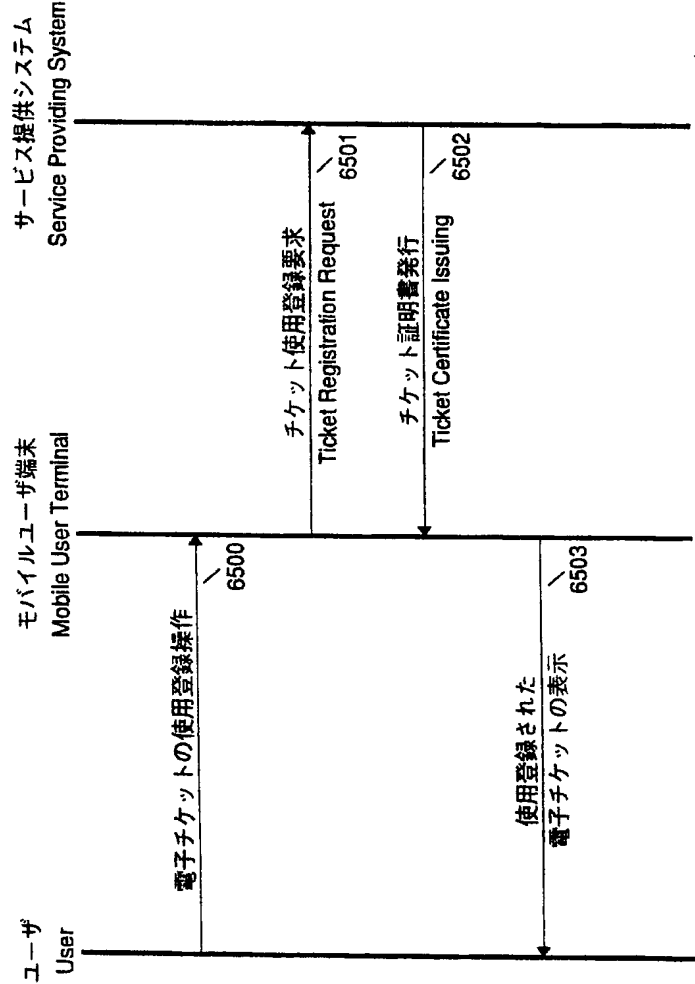 ユーザ
User
モバイルユーザ端末
Mobile User Terminal
サービス提供システム
Service Providing System
電子チケットの使用登録操作
6500
チケット使用登録要求
Ticket Registration Request
6501
チケット証明書発行
Ticket Certificate Issuing
6502
使用登録された
電子チケットの表示
6503